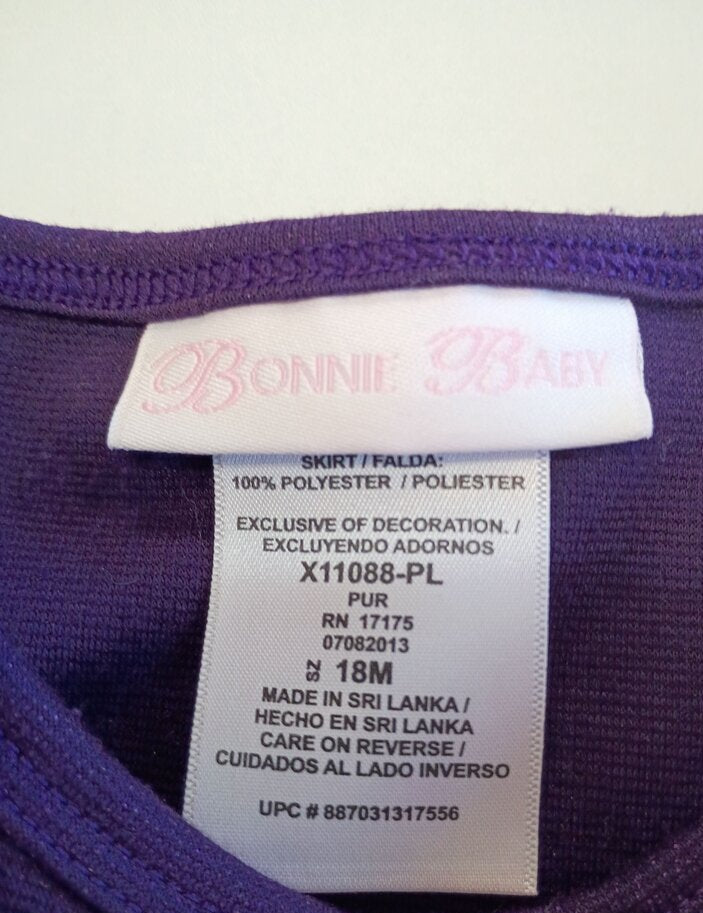 BONNIE BABY
SKIRT / FALDA:
100% POLYESTER / POLIESTER
EXCLUSIVE OF DECORATION. /
EXCLUYENDO ADORNOS
X11088-PL
PUR
RN 17175
07082013
SZ 18M
MADE IN SRI LANKA /
HECHO EN SRI LANKA
CARE ON REVERSE /
CUIDADOS AL LADO INVERSO
UPC # 887031317556